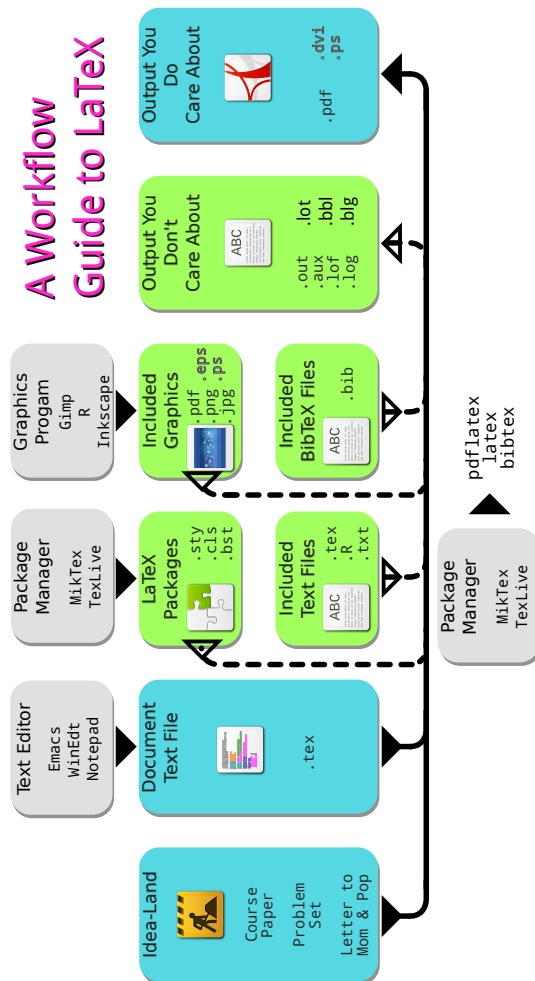 A Workflow
Guide to LaTeX
Idea-Land
Course
Paper
Problem
Set
Letter to
Mom & Pop
Text Editor
Emacs
WinEdt
Notepad
Document
Text File
.tex
Package
Manager
MikTex
TexLive
LaTeX
Packages
.sty
.cls
.bst
Included
Text Files
ABC
.tex
.R
.txt
Graphics
Progam
Gimp
R
Inkscape
Included
Graphics
.pdf .eps
.png .ps
.jpg
Included
BibTeX Files
ABC
.bib
Output You
Don't
Care About
ABC
.out .lot
.aux .bbl
.lof .blg
.log
Output You
Do
Care About
.pdf .dvi
.ps
Package
Manager
MikTex
TexLive
pdflatex
latex
bibtex